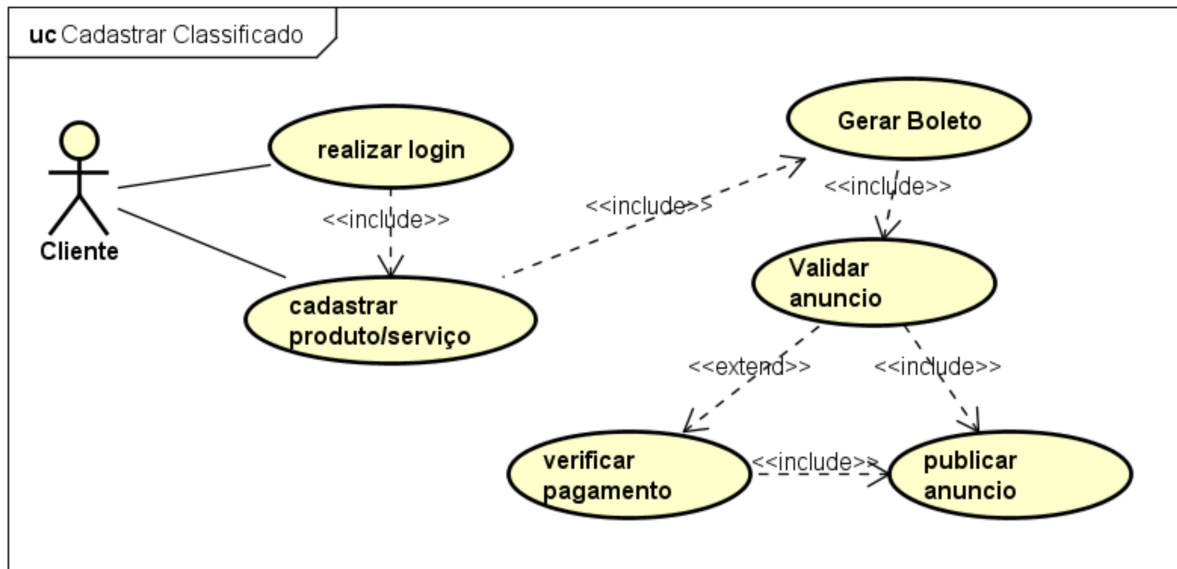 uc Cadastrar Classificado
realizar login
Gerar Boleto
<<include>>
<<include>>
<<include>>
Cliente
cadastrar
produto/serviço
Validar
anuncio
<<extend>>
<<include>>
verificar
pagamento
<<include>>
publicar
anuncio